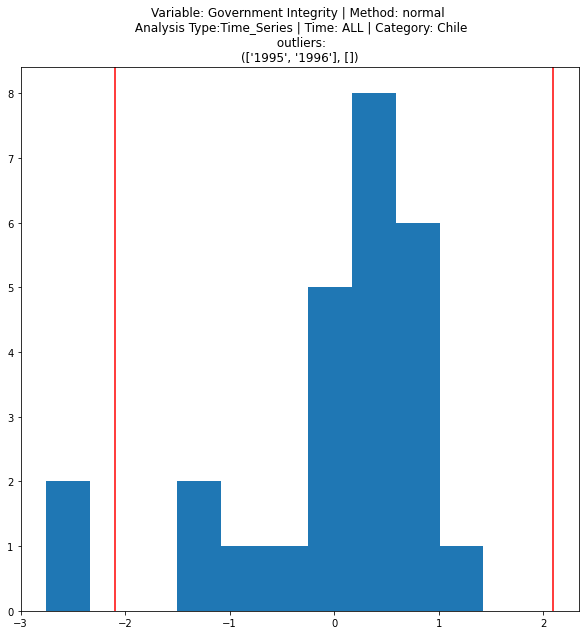 Variable: Government Integrity | Method: normal
Analysis Type:Time_Series | Time: ALL | Category: Chile
outliers:
(['1995', '1996'], [])
8
7
6
5
4
3
2
1
0
−3 −2 −1 0 1 2